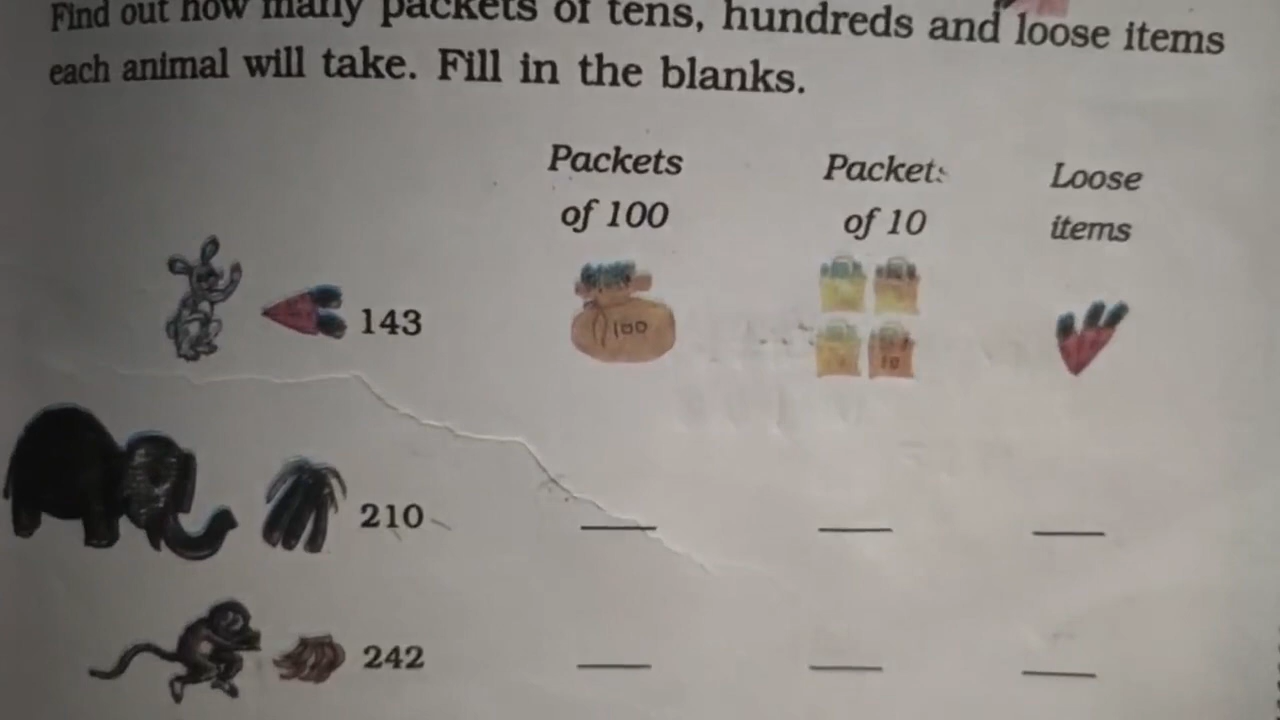 Find out how many packets of tens, hundreds and loose items
each animal will take. Fill in the blanks.
Packets of 100
Packets of 10
Loose items
143
100
10
210
242